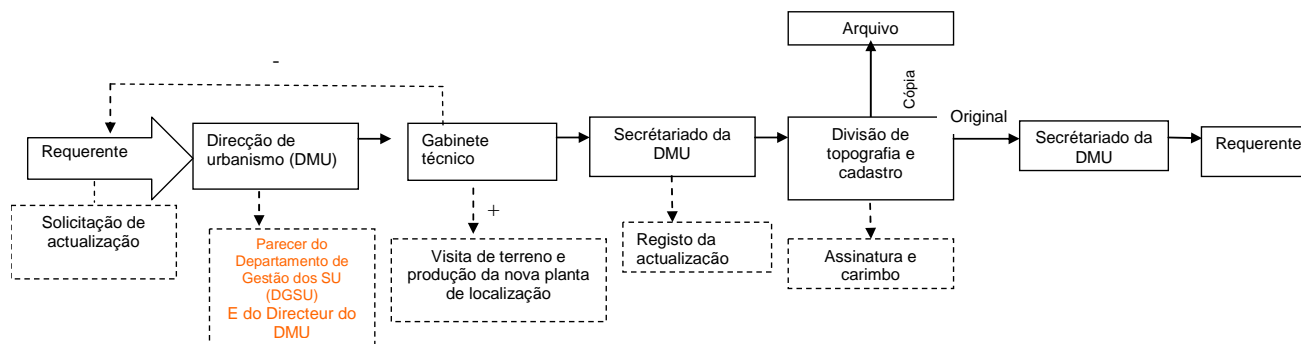 Arquivo
-
Cópia
Original
Requerente
Direcção de
urbanismo (DMU)
Gabinete
técnico
Secrétariado da
DMU
Divisão de
topografia e
cadastro
Secrétariado da
DMU
Requerente
Solicitação de
actualização
Parecer do
Departamento de
Gestão dos SU
(DGSU)
E do Directeur do
DMU
+
Visita de terreno e
produção da nova planta
de localização
Registo da
actualização
Assinatura e
carimbo